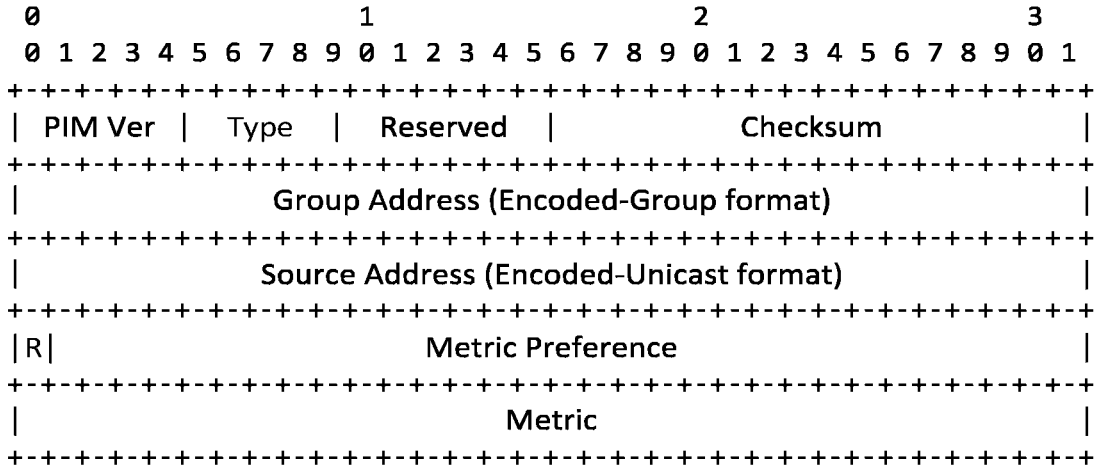 0 1 2 3
0 1 2 3 4 5 6 7 8 9 0 1 2 3 4 5 6 7 8 9 0 1 2 3 4 5 6 7 8 9 0 1
+-+-+-+-+-+-+-+-+-+-+-+-+-+-+-+-+-+-+-+-+-+-+-+-+-+-+-+-+-+-+-+-+
| PIM Ver | Type | Reserved | Checksum |
+-+-+-+-+-+-+-+-+-+-+-+-+-+-+-+-+-+-+-+-+-+-+-+-+-+-+-+-+-+-+-+-+
| Group Address (Encoded-Group format) |
+-+-+-+-+-+-+-+-+-+-+-+-+-+-+-+-+-+-+-+-+-+-+-+-+-+-+-+-+-+-+-+-+
| Source Address (Encoded-Unicast format) |
+-+-+-+-+-+-+-+-+-+-+-+-+-+-+-+-+-+-+-+-+-+-+-+-+-+-+-+-+-+-+-+-+
|R| Metric Preference |
+-+-+-+-+-+-+-+-+-+-+-+-+-+-+-+-+-+-+-+-+-+-+-+-+-+-+-+-+-+-+-+-+
| Metric |
+-+-+-+-+-+-+-+-+-+-+-+-+-+-+-+-+-+-+-+-+-+-+-+-+-+-+-+-+-+-+-+-+